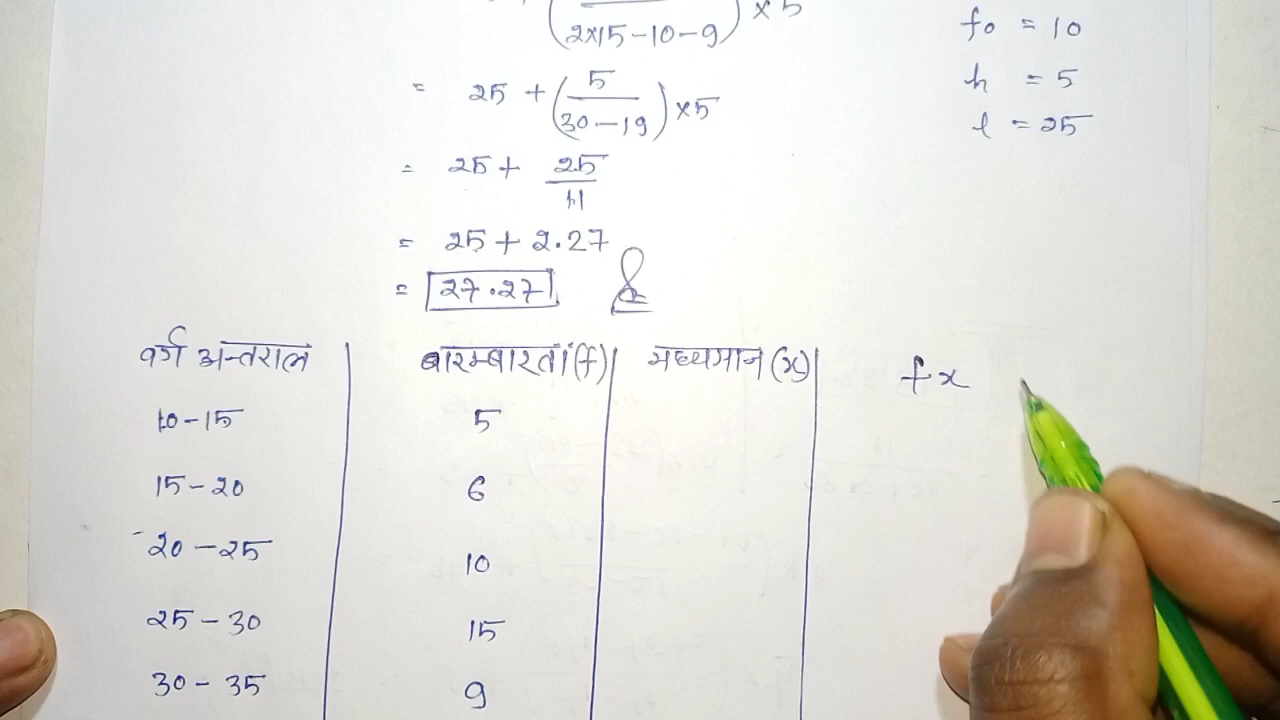 2×15-10-9) ×5
f0 = 10
= 25 + (5/30-19) ×5
h = 5
l = 25
= 25 + 25/11
= 25 + 2.27
= 27.27
वर्ग अन्तराल बारम्बारता (f) मध्यमान (x) fx
10-15 5
15-20 6
20-25 10
25-30 15
30-35 9